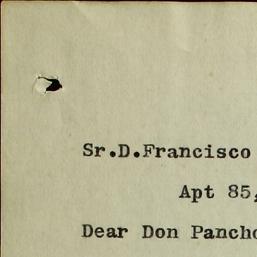 Sr.D.Francisco
Apt 85,
Dear Don Pancho